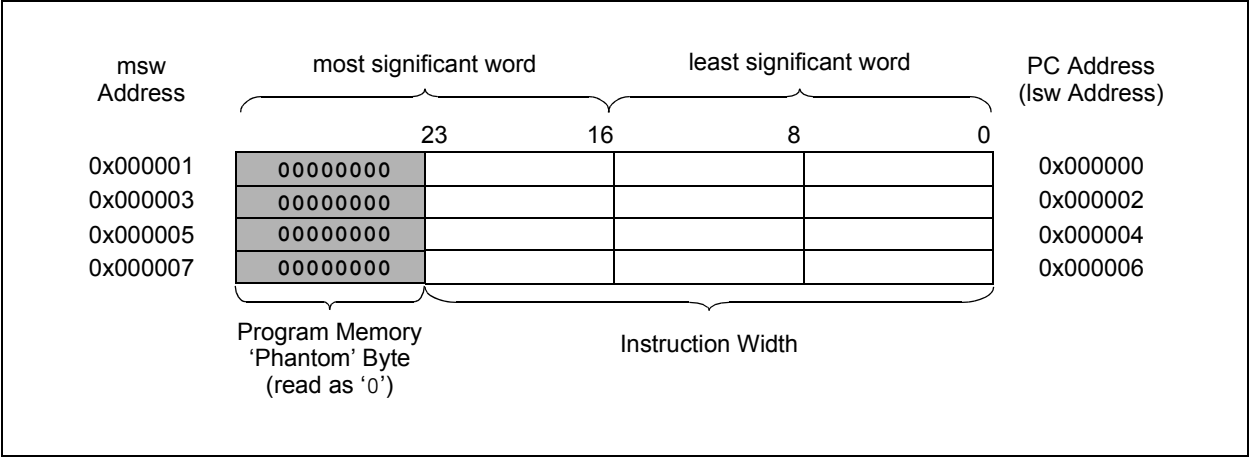 msw
Address
most significant word
least significant word
PC Address
(lsw Address)
23 16 8 0
0x000001 00000000 0x000000
0x000003 00000000 0x000002
0x000005 00000000 0x000004
0x000007 00000000 0x000006
Program Memory
‘Phantom’ Byte
(read as ‘0’)
Instruction Width